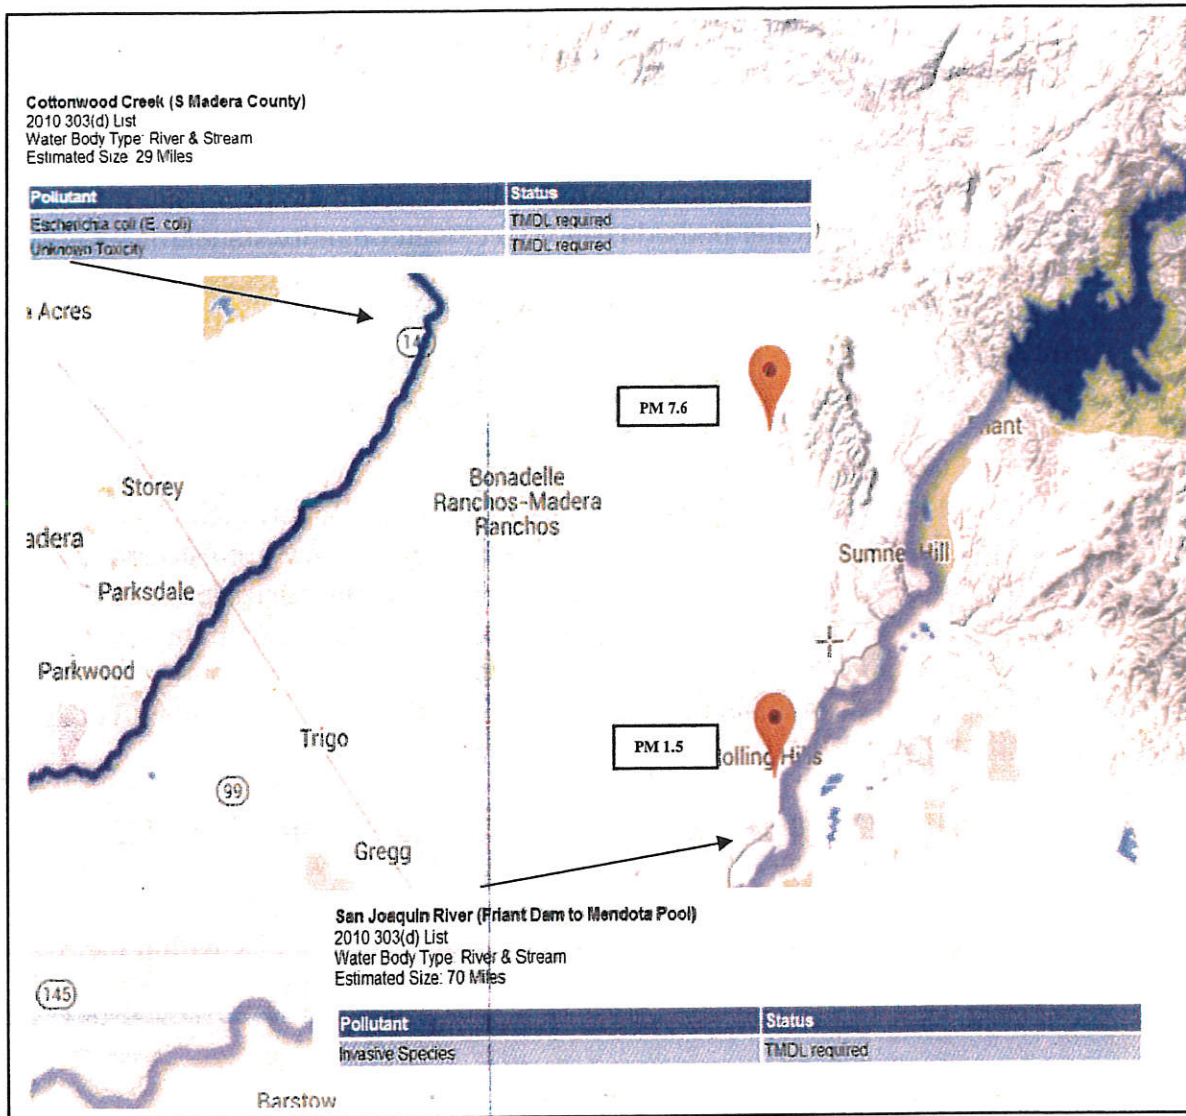 Cottonwood Creek (S Madera County)
2010 303(d) List
Water Body Type: River & Stream
Estimated Size: 29 Miles
Pollutant Status
Escherichia coli (E. coli) TMDL required
Unknown Toxicity TMDL required
Acres
PM 7.6
Storey
Bonadelle
Ranchos-Madera
Ranchos
adera
Sumner Hill
Parksdale
Parkwood
Trigo
PM 1.5
olling Hills
99
Gregg
San Joaquin River (Friant Dam to Mendota Pool)
2010 303(d) List
Water Body Type: River & Stream
Estimated Size: 70 Miles
145
Pollutant Status
Invasive Species TMDL required
Barstow